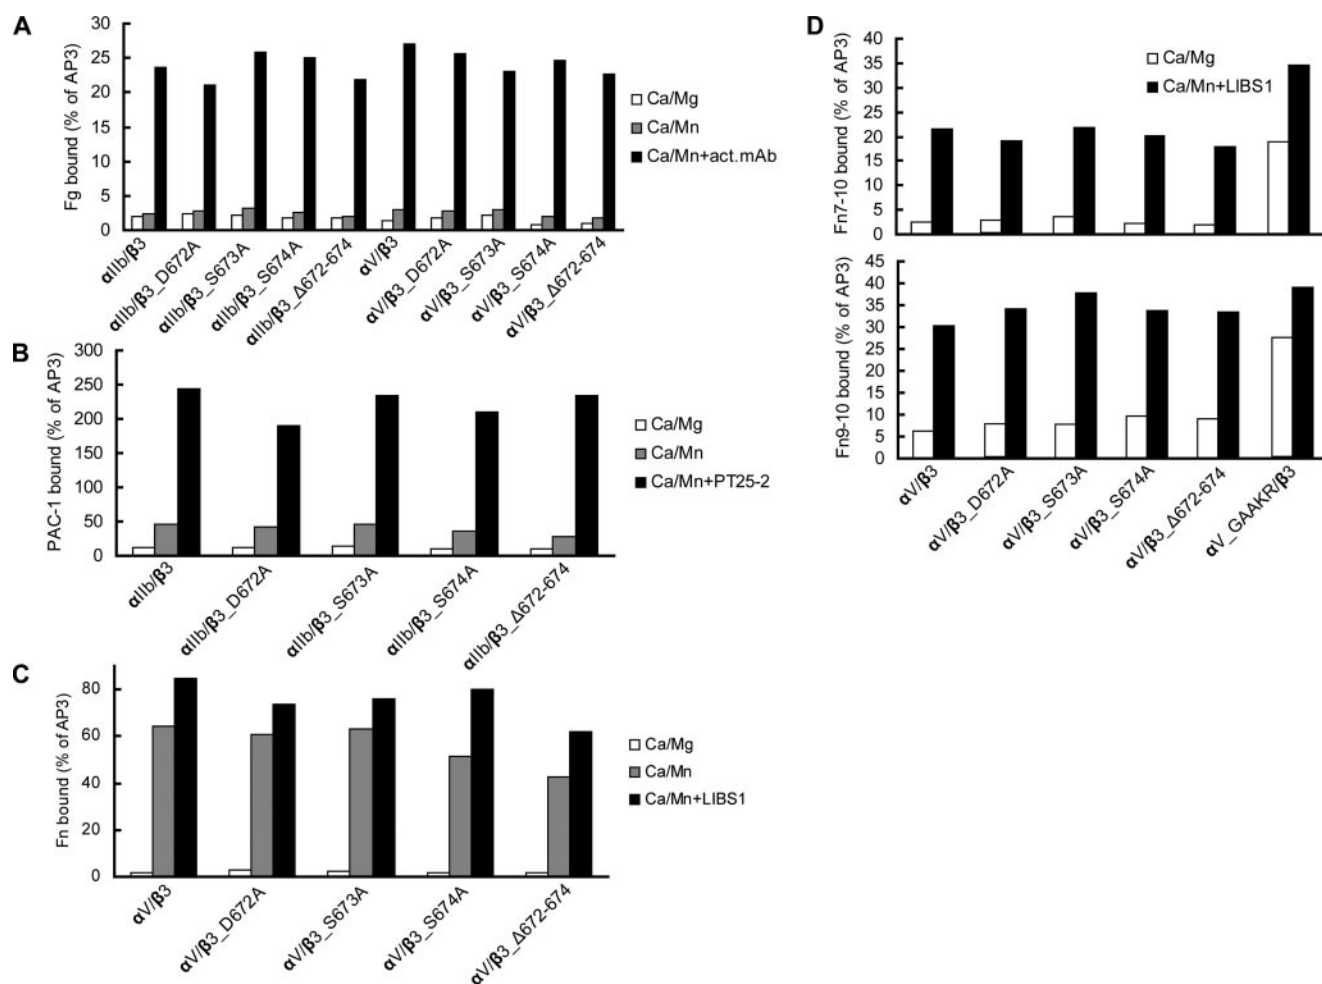 A
Fg bound (% of AP3)
30
25
20
15
10
5
0
Ca/Mg
Ca/Mn
Ca/Mn+act.mAb
αIIb/β3
αIIb/β3_D672A
αIIb/β3_S673A
αIIb/β3_S674A
αIIb/β3_Δ672-674
αV/β3
αV/β3_D672A
αV/β3_S673A
αV/β3_S674A
αV/β3_Δ672-674
B
PAC-1 bound (% of AP3)
300
250
200
150
100
50
0
Ca/Mg
Ca/Mn
Ca/Mn+PT25-2
αIIb/β3
αIIb/β3_D672A
αIIb/β3_S673A
αIIb/β3_S674A
αIIb/β3_Δ672-674
C
Fn bound (% of AP3)
80
60
40
20
0
Ca/Mg
Ca/Mn
Ca/Mn+LIBS1
αV/β3
αV/β3_D672A
αV/β3_S673A
αV/β3_S674A
αV/β3_Δ672-674
D
Fn7-10 bound (% of AP3)
40
35
30
25
20
15
10
5
0
Ca/Mg
Ca/Mn+LIBS1
Fn9-10 bound (% of AP3)
45
40
35
30
25
20
15
10
5
0
αV/β3
αV/β3_D672A
αV/β3_S673A
αV/β3_S674A
αV/β3_Δ672-674
αV_GAAKR/β3